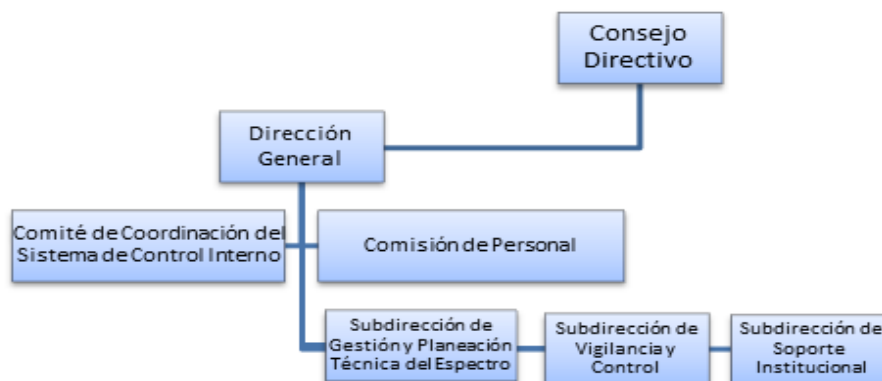 Consejo
Directivo
Dirección
General
Comité de Coordinación del
Sistema de Control Interno
Comisión de Personal
Subdirección de
Gestión y Planeación
Técnica del Espectro
Subdirección de
Vigilancia y
Control
Subdirección de
Soporte
Institucional